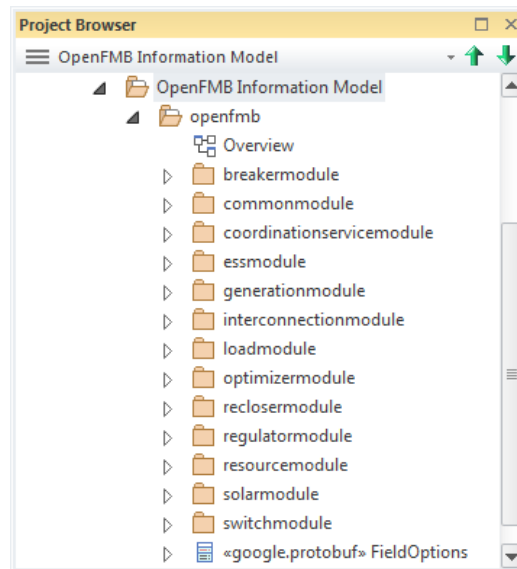 Project Browser
OpenFMB Information Model
OpenFMB Information Model
openfmb
Overview
breakermodule
commonmodule
coordinationservicemodule
essmodule
generationmodule
interconnectionmodule
loadmodule
optimizermodule
reclosermodule
regulatormodule
resourcemodule
solarmodule
switchmodule
«google.protobuf» FieldOptions